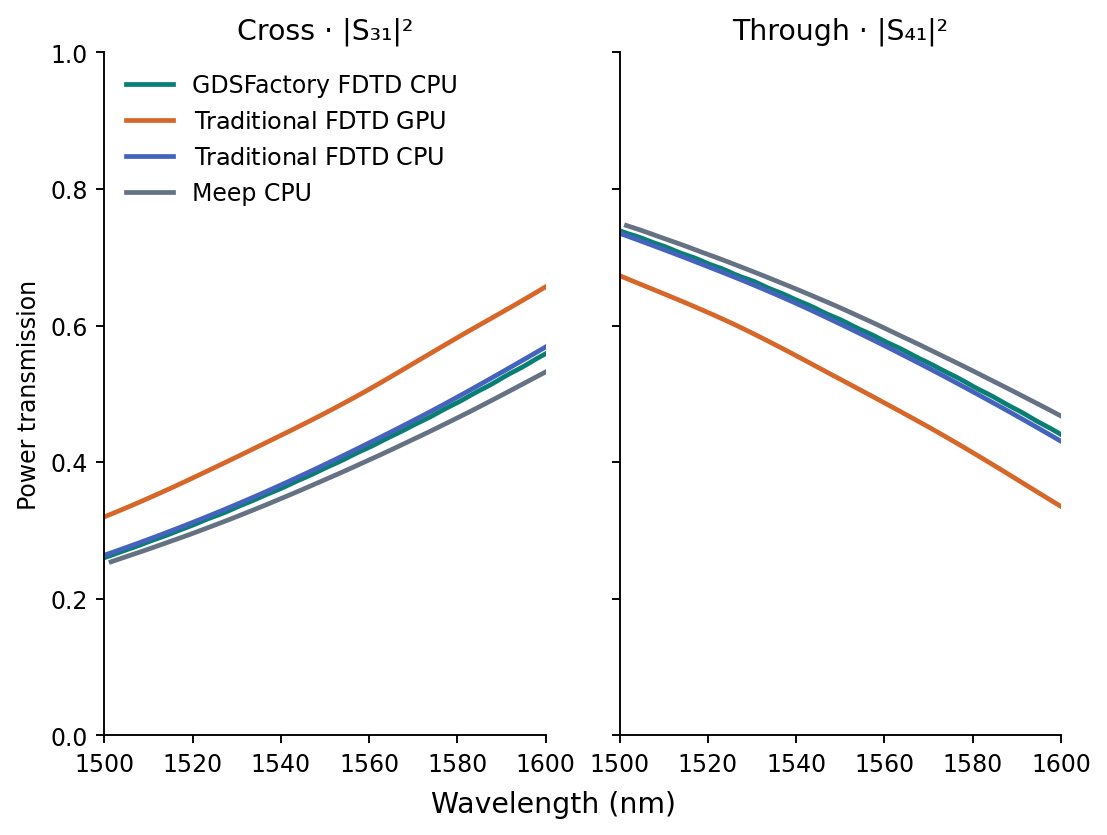 Cross · |S₃₁|²
Through · |S₄₁|²
GDSFactory FDTD CPU
Traditional FDTD GPU
Traditional FDTD CPU
Meep CPU
Power transmission
1.0
0.8
0.6
0.4
0.2
0.0
1500 1520 1540 1560 1580 1600
1500 1520 1540 1560 1580 1600
Wavelength (nm)